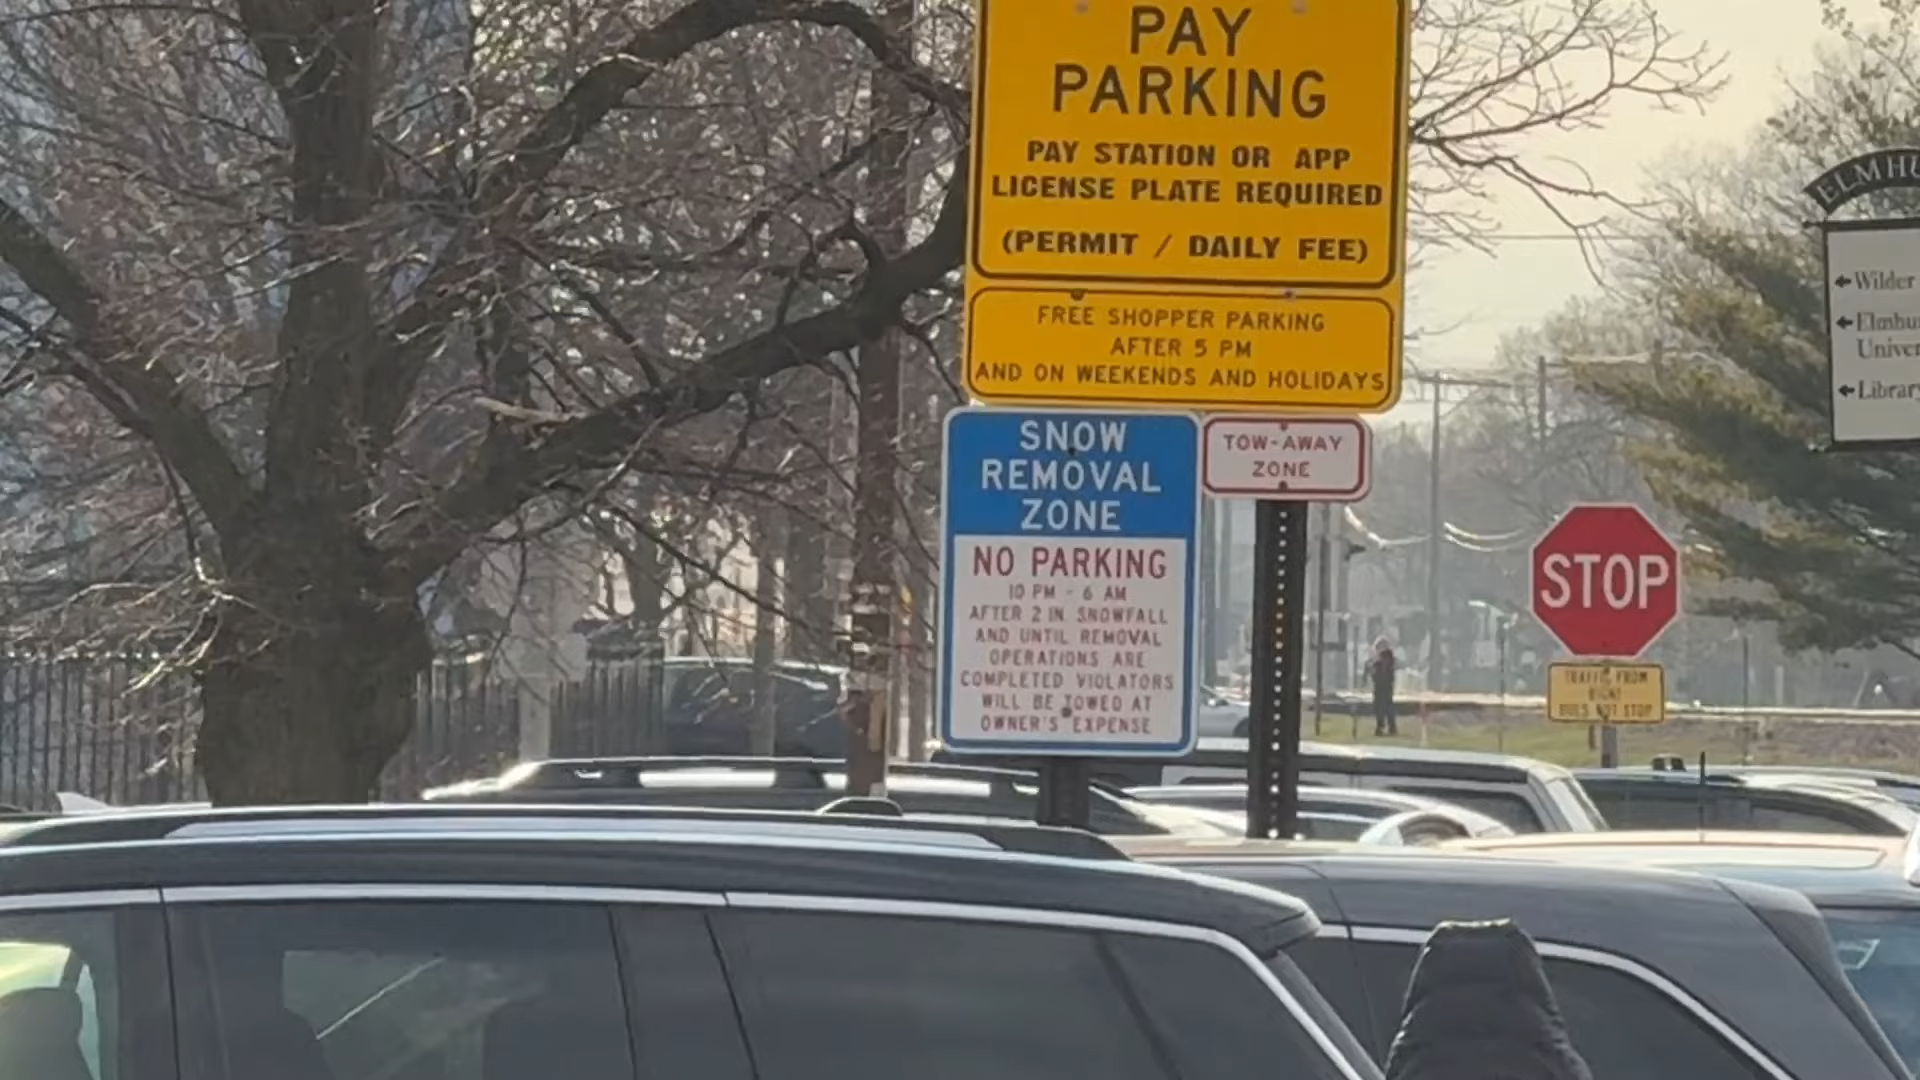 PAY
PARKING
PAY STATION OR APP
LICENSE PLATE REQUIRED
(PERMIT / DAILY FEE)
FREE SHOPPER PARKING
AFTER 5 PM
AND ON WEEKENDS AND HOLIDAYS
SNOW
REMOVAL
ZONE
NO PARKING
10 PM - 6 AM
AFTER 2 IN. SNOWFALL
AND UNTIL REMOVAL
OPERATIONS ARE
COMPLETED VIOLATORS
WILL BE TOWED AT
OWNER'S EXPENSE
TOW-AWAY
ZONE
STOP
TRAFFIC FROM
RIGHT
DOES NOT STOP
ELMHU
Wilder
Elmhu
Univer
Library